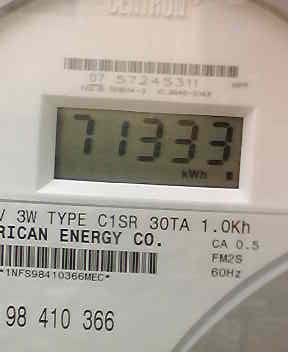 CENTRON
07 57245311
71333
kWh
V 3W TYPE C1SR 30TA 1.0Kh
RICAN ENERGY CO.
CA 0.5
FM2S
60Hz
*1NFS98410366MEC*
98 410 366